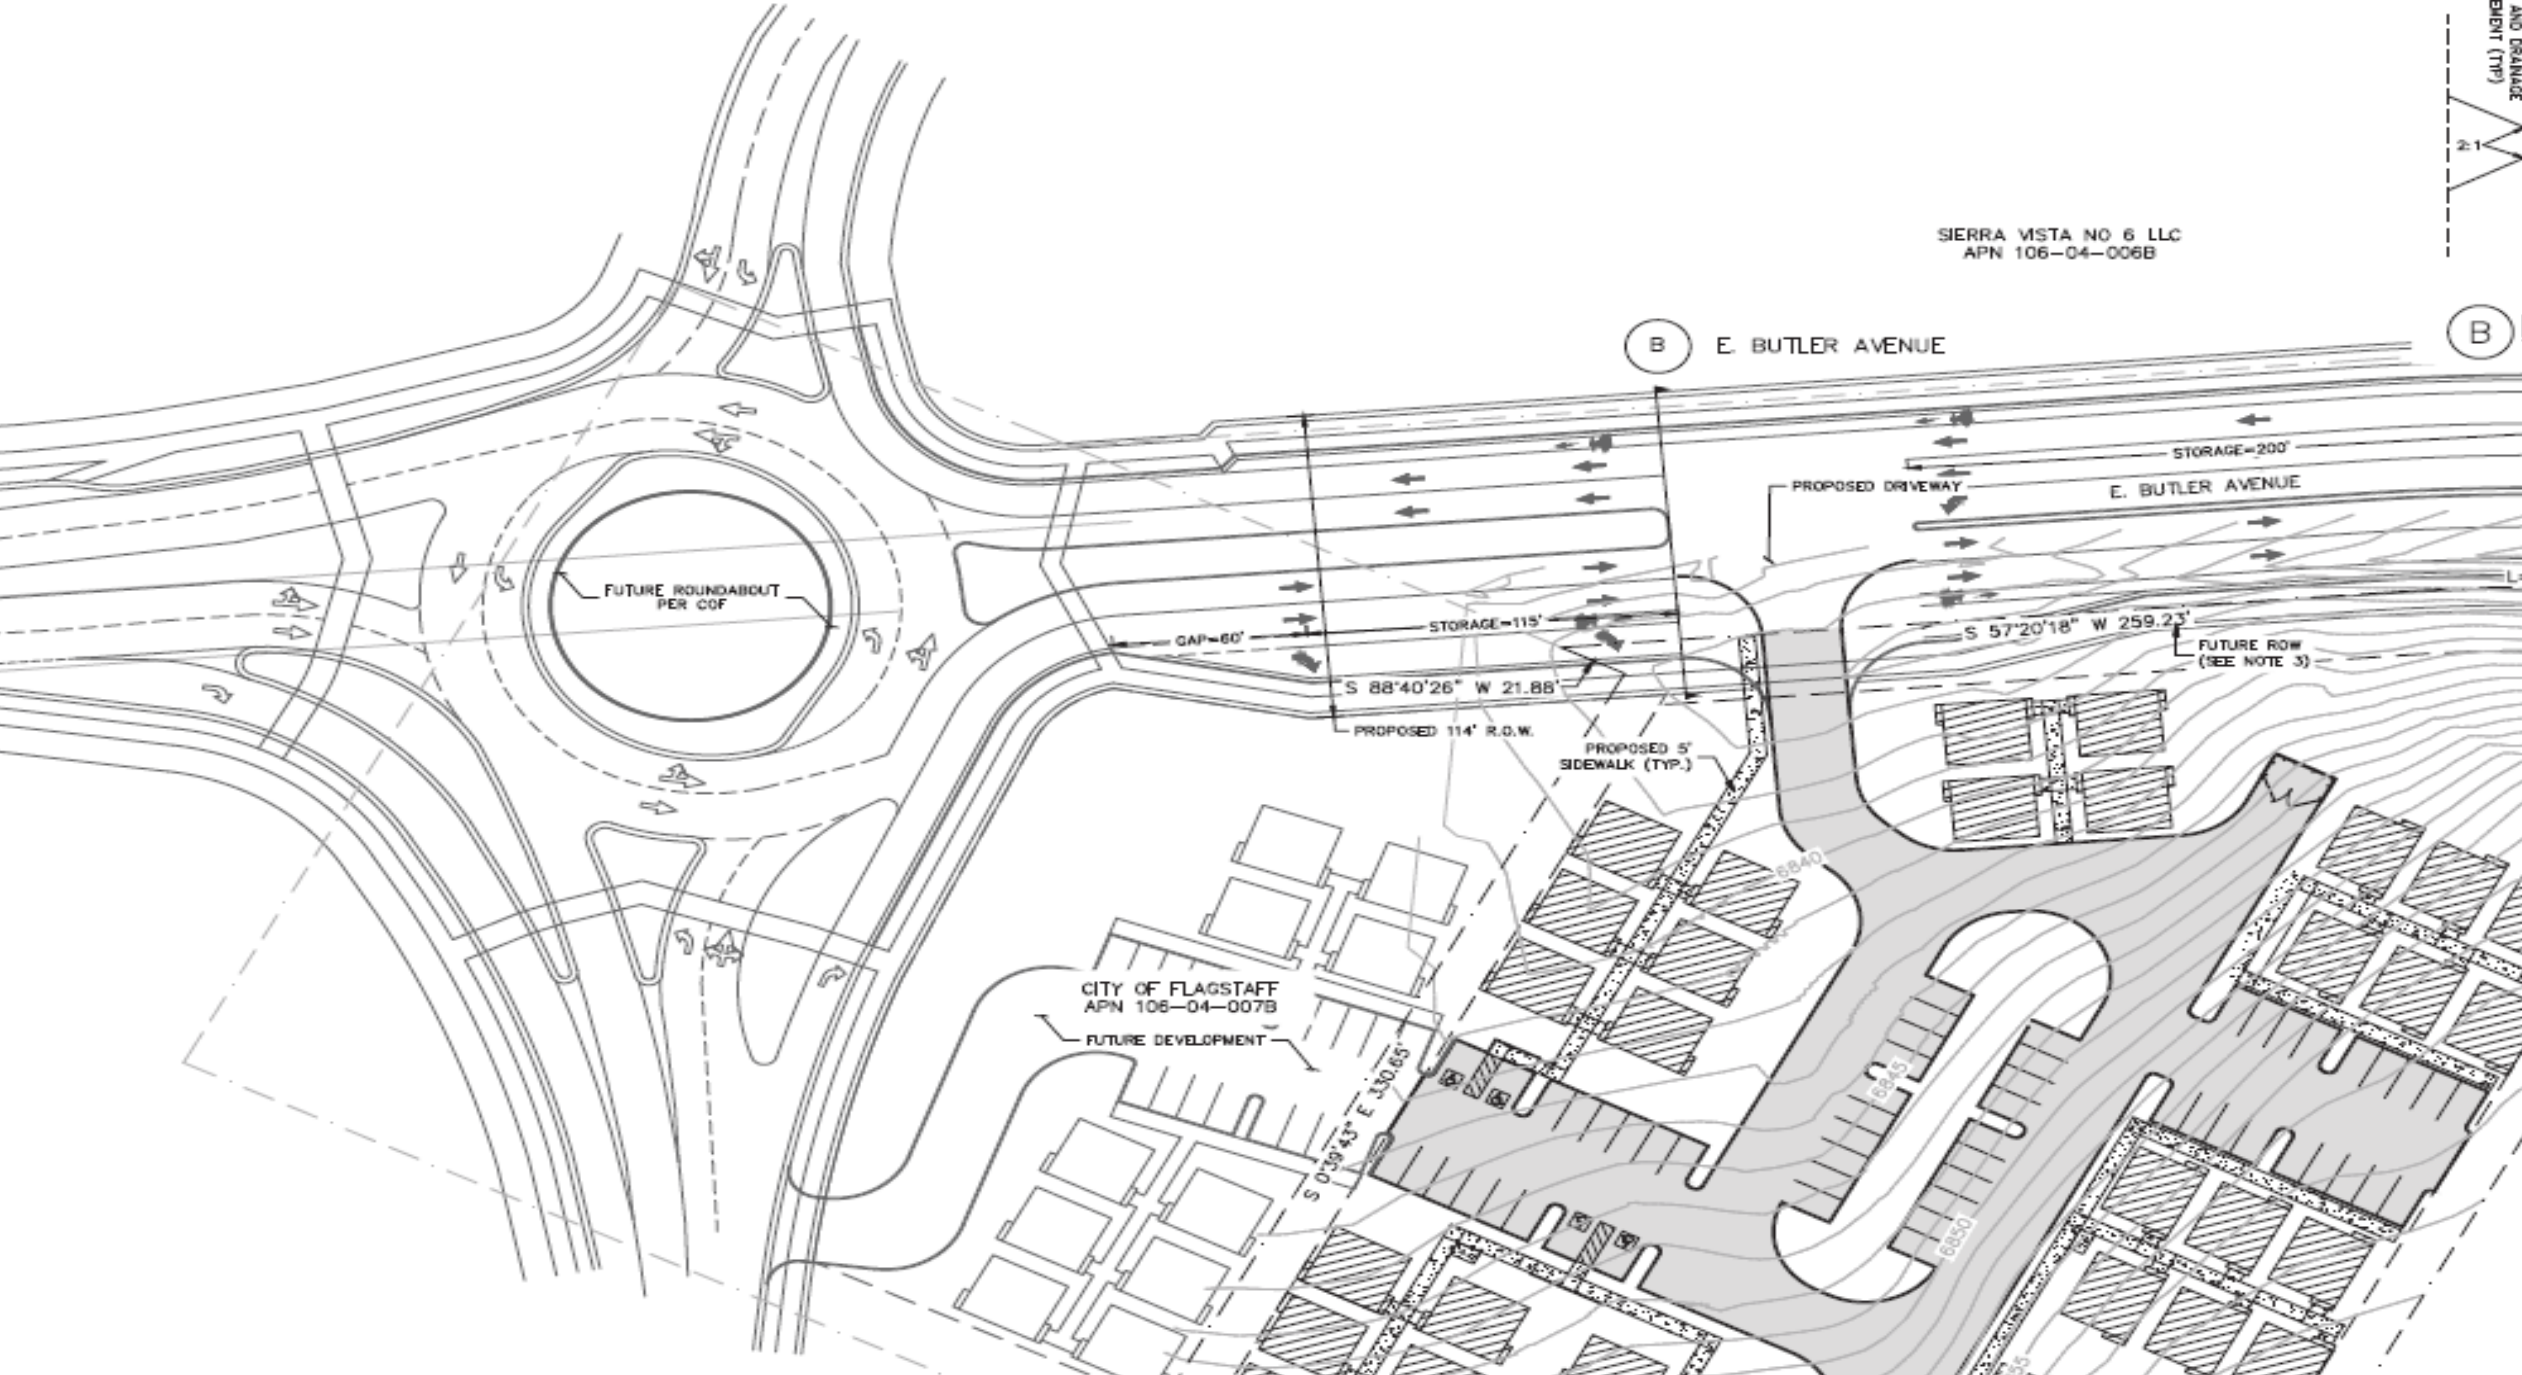 AND DRAINAGE
EMENT (TYP)
2:1
SIERRA VISTA NO 6 LLC
APN 106-04-006B
B
E. BUTLER AVENUE
B
STORAGE=200'
PROPOSED DRIVEWAY
E. BUTLER AVENUE
FUTURE ROUNDABOUT
PER COF
GAP=60'
STORAGE=115'
S 57°20'18" W 259.23'
FUTURE ROW
(SEE NOTE 3)
S 88°40'26" W 21.88'
PROPOSED 114' R.O.W.
PROPOSED 5'
SIDEWALK (TYP.)
6840
CITY OF FLAGSTAFF
APN 106-04-007B
FUTURE DEVELOPMENT
S 0°39'43" E 330.65'
6845
6850
55